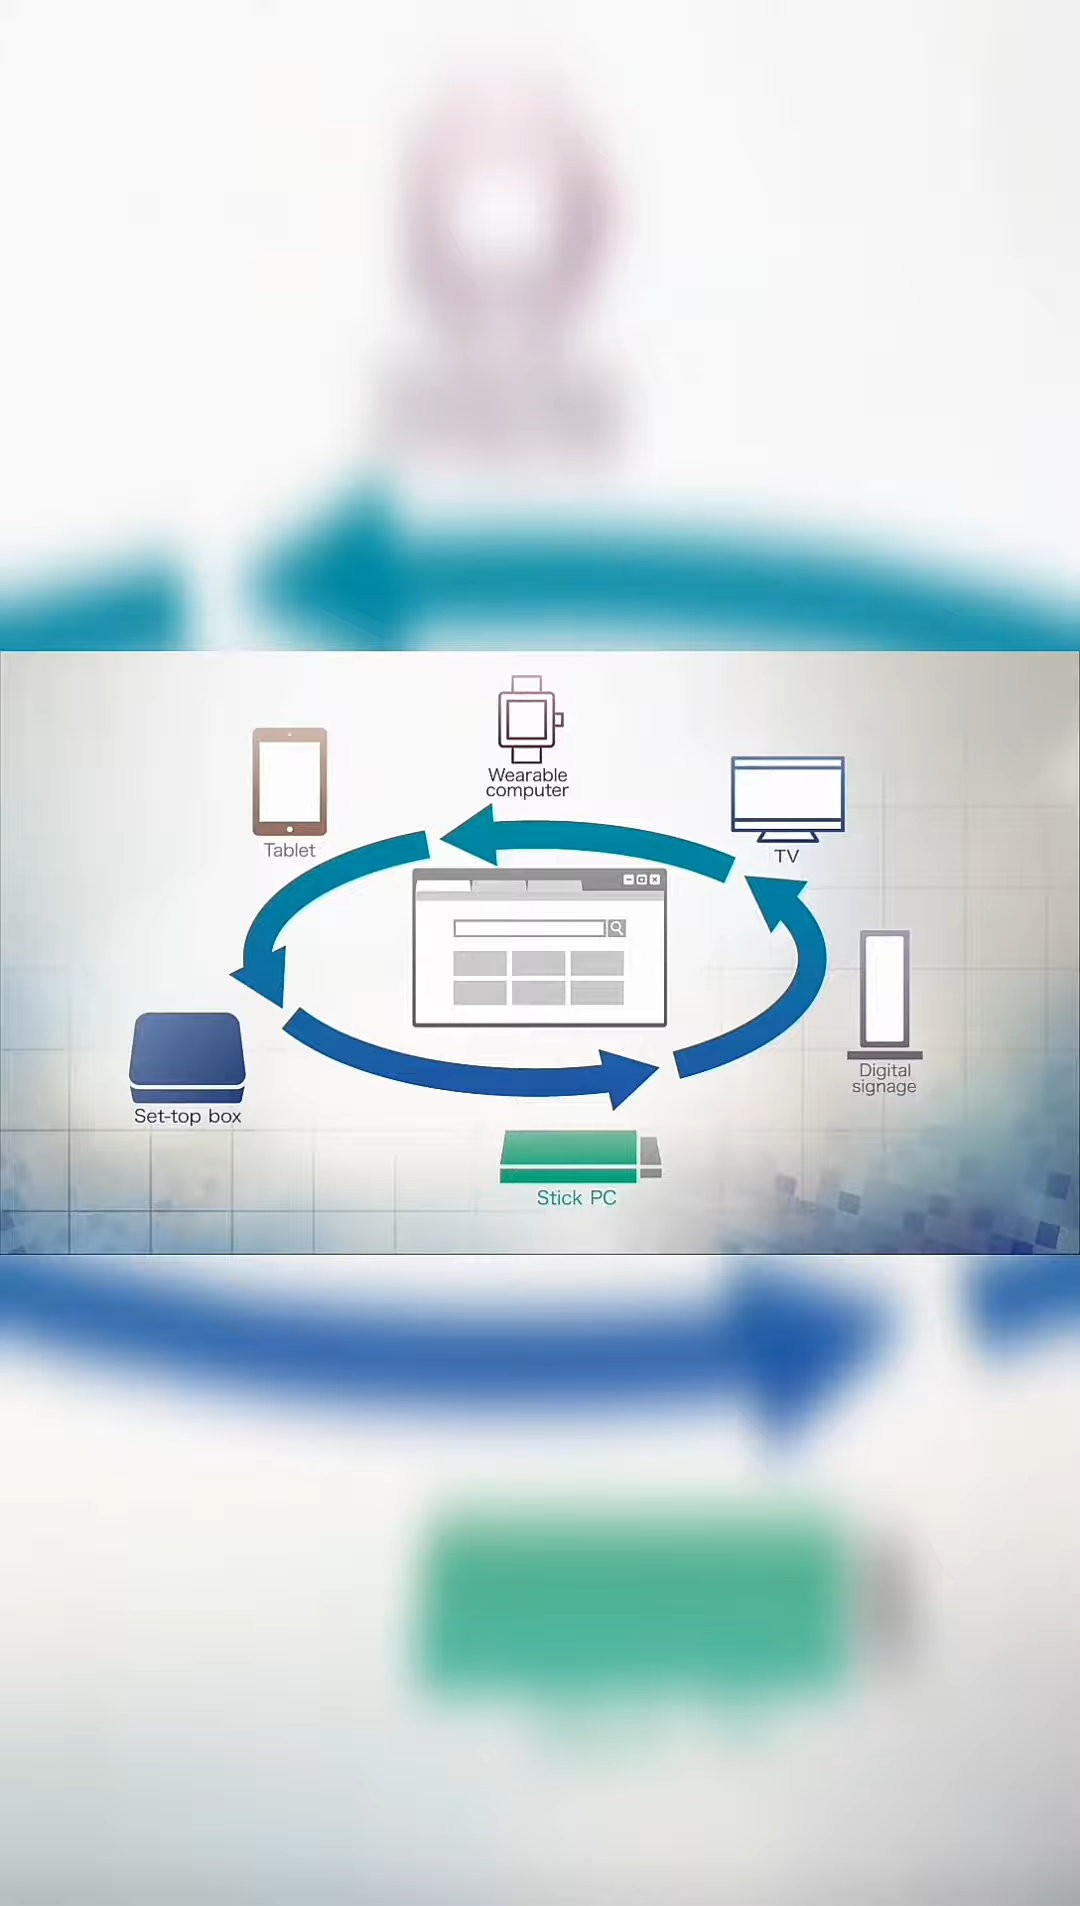 Wearable
computer
Tablet
TV
Digital
signage
Set-top box
Stick PC